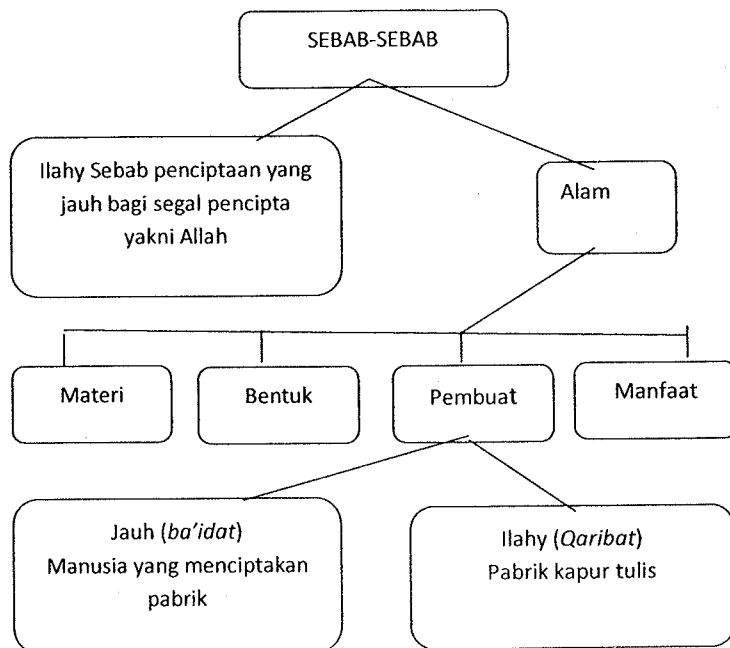 SEBAB-SEBAB
Ilahy Sebab penciptaan yang
jauh bagi segal pencipta
yakni Allah
Alam
Materi
Bentuk
Pembuat
Manfaat
Jauh (ba'idat)
Manusia yang menciptakan
pabrik
Ilahy (Qaribat)
Pabrik kapur tulis